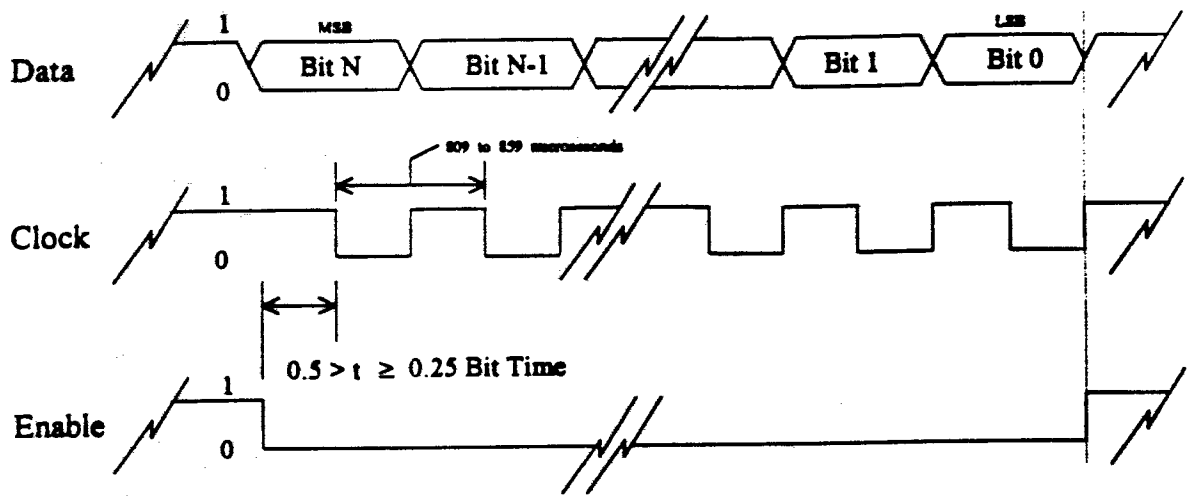 1 MSB LSB
Data Bit N Bit N-1 Bit 1 Bit 0
0
809 to 859
1
Clock
0
0.5 > t ≥ 0.25 Bit Time
1
Enable
0